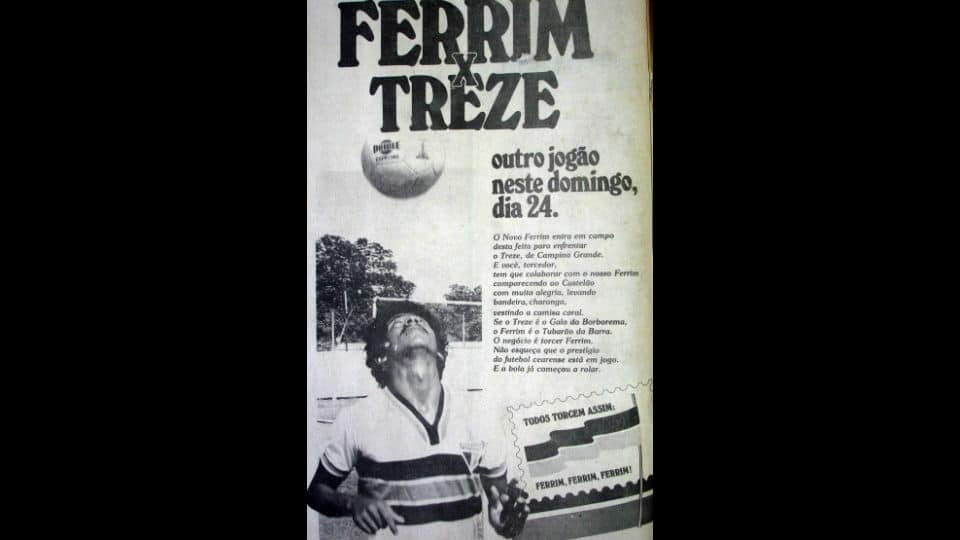 FERRIM
X
TREZE
DRIBLE
outro jogão
neste domingo,
dia 24.
O Novo Ferrim entra em campo
desta feita para enfrentar
o Treze, de Campina Grande.
E você, torcedor,
tem que colaborar com o nosso Ferrim
comparecendo ao Castelão
com muita alegria, levando
bandeira, charanga,
vestindo a camisa coral.
Se o Treze é o Galo da Borborema,
o Ferrim é o Tubarão da Barra.
O negócio é torcer Ferrim.
Não esqueça que o prestígio
do futebol cearense está em jogo.
E a bola já começou a rolar.
TODOS TORCEM ASSIM:
FERRIM, FERRIM, FERRIM!